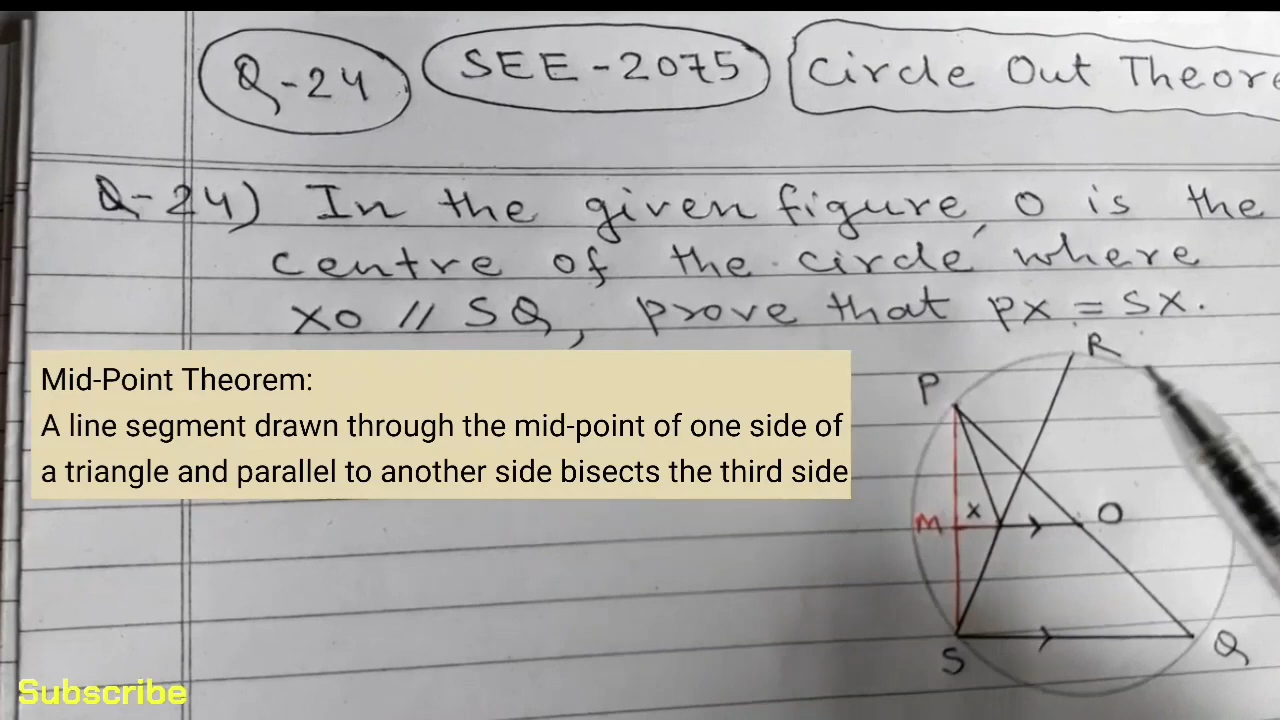 Q-24 SEE-2075 Circle Out Theore
Q-24) In the given figure, O is the
centre of the circle where
XO // SQ, prove that PX = SX.
Mid-Point Theorem:
A line segment drawn through the mid-point of one side of
a triangle and parallel to another side bisects the third side
R
P
M x O
S Q
Subscribe